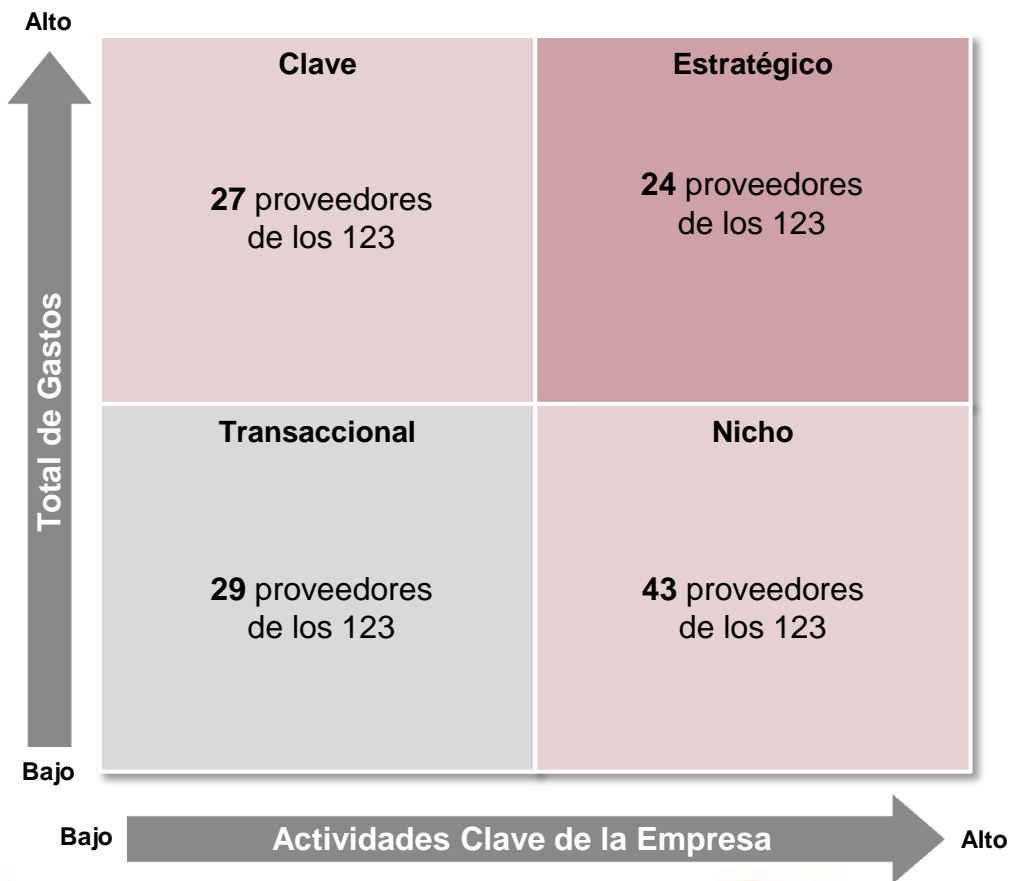 Alto
Clave
27 proveedores
de los 123
Estratégico
24 proveedores
de los 123
Total de Gastos
Transaccional
29 proveedores
de los 123
Nicho
43 proveedores
de los 123
Bajo
Bajo
Actividades Clave de la Empresa
Alto